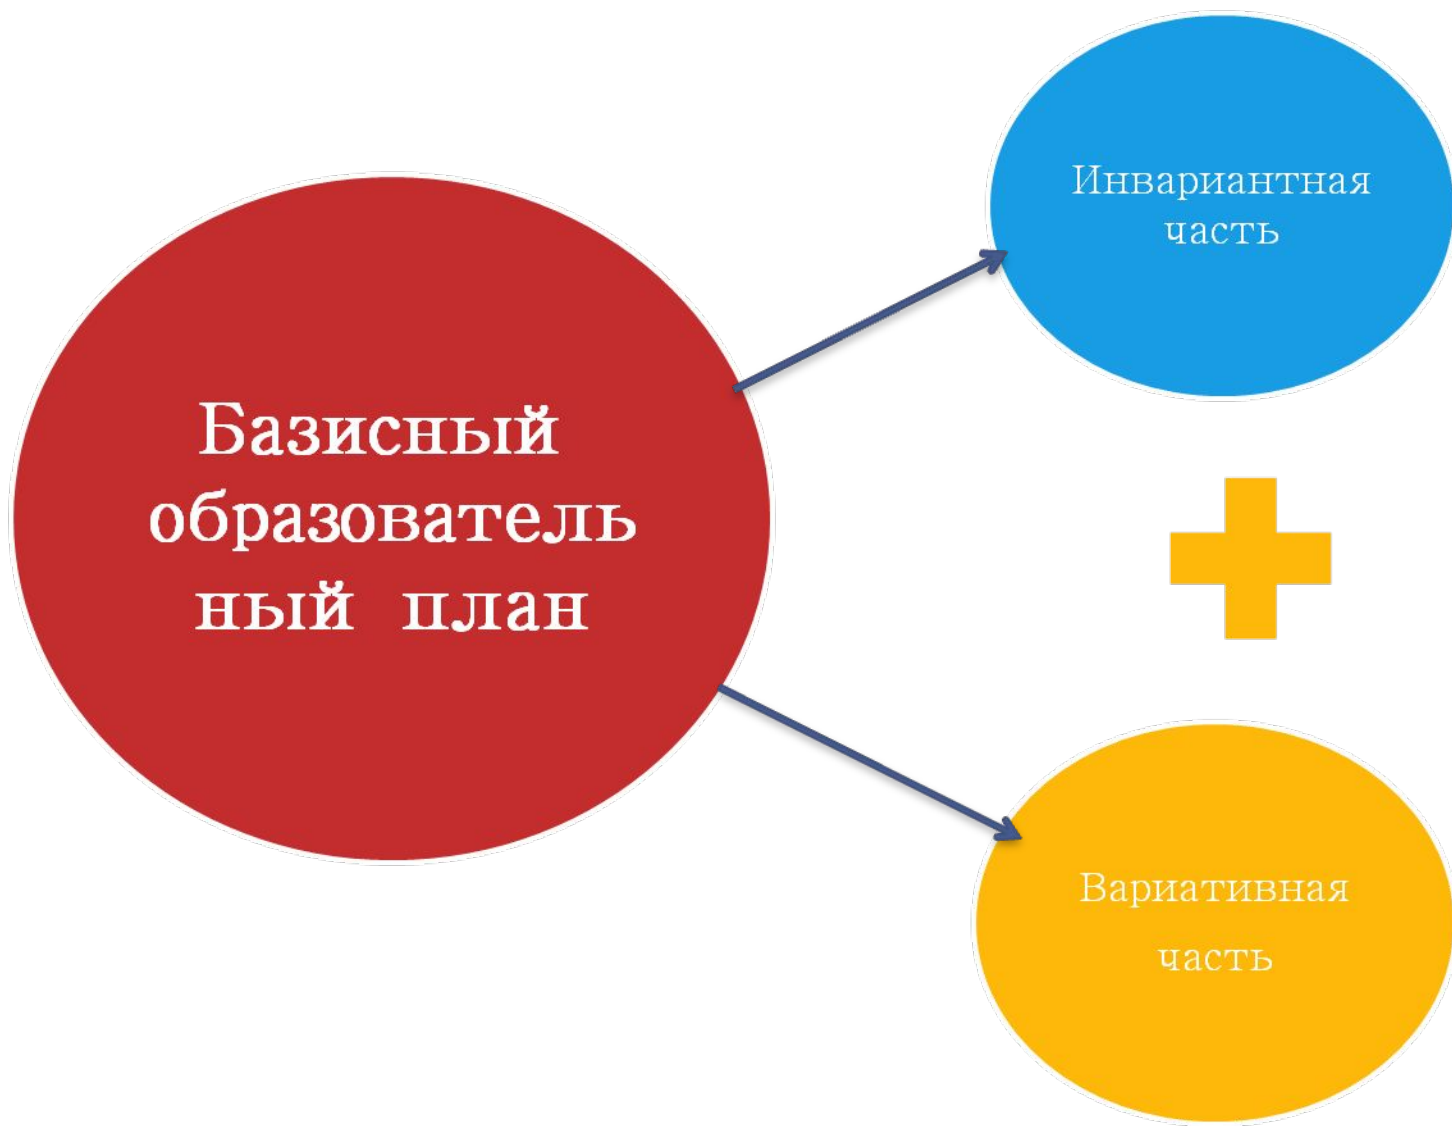 Инвариантная
часть
Базисный
образователь
ный план
Вариативная
часть